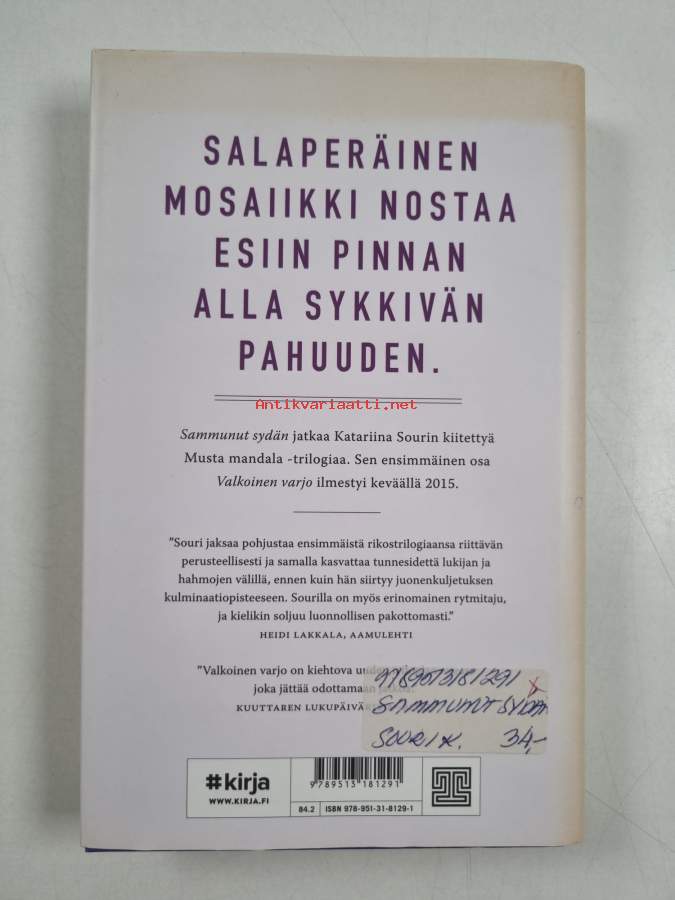 SALAPERÄINEN
MOSAIIKKI NOSTAA
ESIIN PINNAN
ALLA SYKKIVÄN
PAHUUDEN.
Antikvariaatti.net
Sammunut sydän jatkaa Katariina Sourin kiitettyä
Musta mandala -trilogiaa. Sen ensimmäinen osa
Valkoinen varjo ilmestyi keväällä 2015.
”Souri jaksaa pohjustaa ensimmäistä rikostrilogiaansa riittävän
perusteellisesti ja samalla kasvattaa tunnesidettä lukijan ja
hahmojen välillä, ennen kuin hän siirtyy juonenkuljetuksen
kulminaatiopisteeseen. Sourilla on myös erinomainen rytmitaju,
ja kielikin soljuu luonnollisen pakottomasti.”
HEIDI LAKKALA, AAMULEHTI
”Valkoinen varjo on kiehtova
joka jättää odottamaan
KUUTTAREN
9789513181291
SAMMUNUT SYDÄN
SOURI K. 34,-
#kirja
WWW.KIRJA.FI
9 789513 181291
84.2 ISBN 978-951-31-8129-1